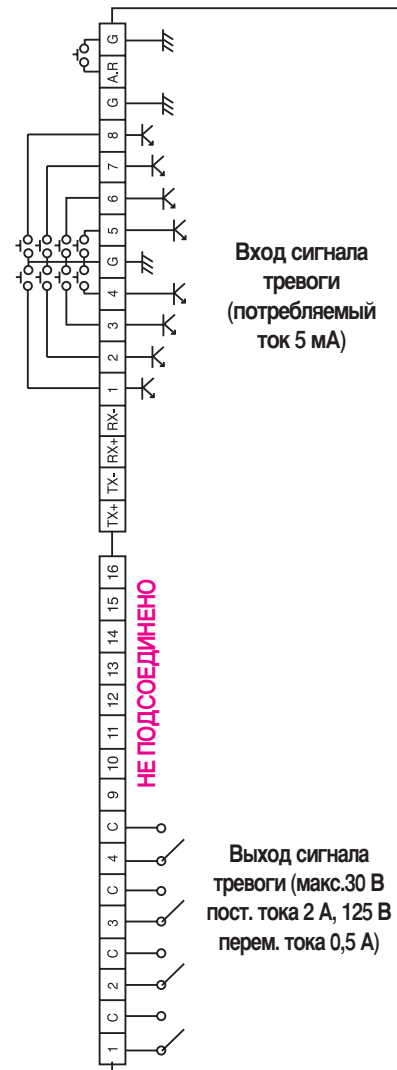 G
A.R
G
8
7
6
5
G
4
3
2
1
RX-
RX+
TX-
TX+
Вход сигнала
тревоги
(потребляемый
ток 5 мА)
16
15
14
13
12
11
10
9
C
4
C
3
C
2
C
1
НЕ ПОДСОЕДИНЕНО
Выход сигнала
тревоги (макс.30 В
пост. тока 2 А, 125 В
перем. тока 0,5 А)